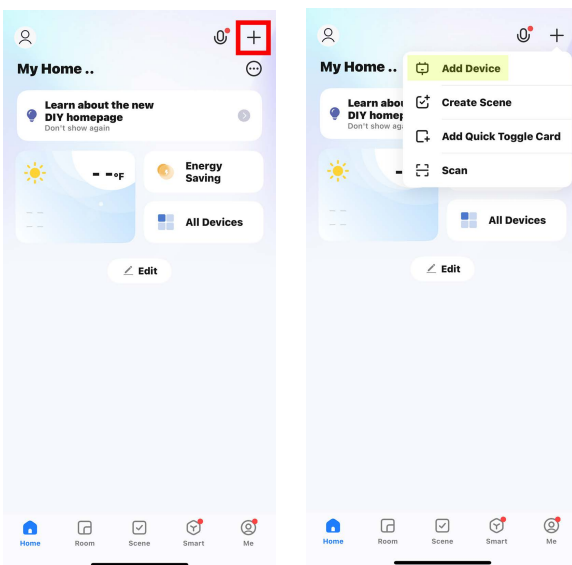 My Home ..
Learn about the new
DIY homepage
Don't show again
- -°F
Energy
Saving
-- --
-- --
All Devices
Edit
Home Room Scene Smart Me
My Home ..
Add Device
Create Scene
Add Quick Toggle Card
Scan
Learn abou
DIY homep
Don't show aga
-- --
-- --
All Devices
Edit
Home Room Scene Smart Me